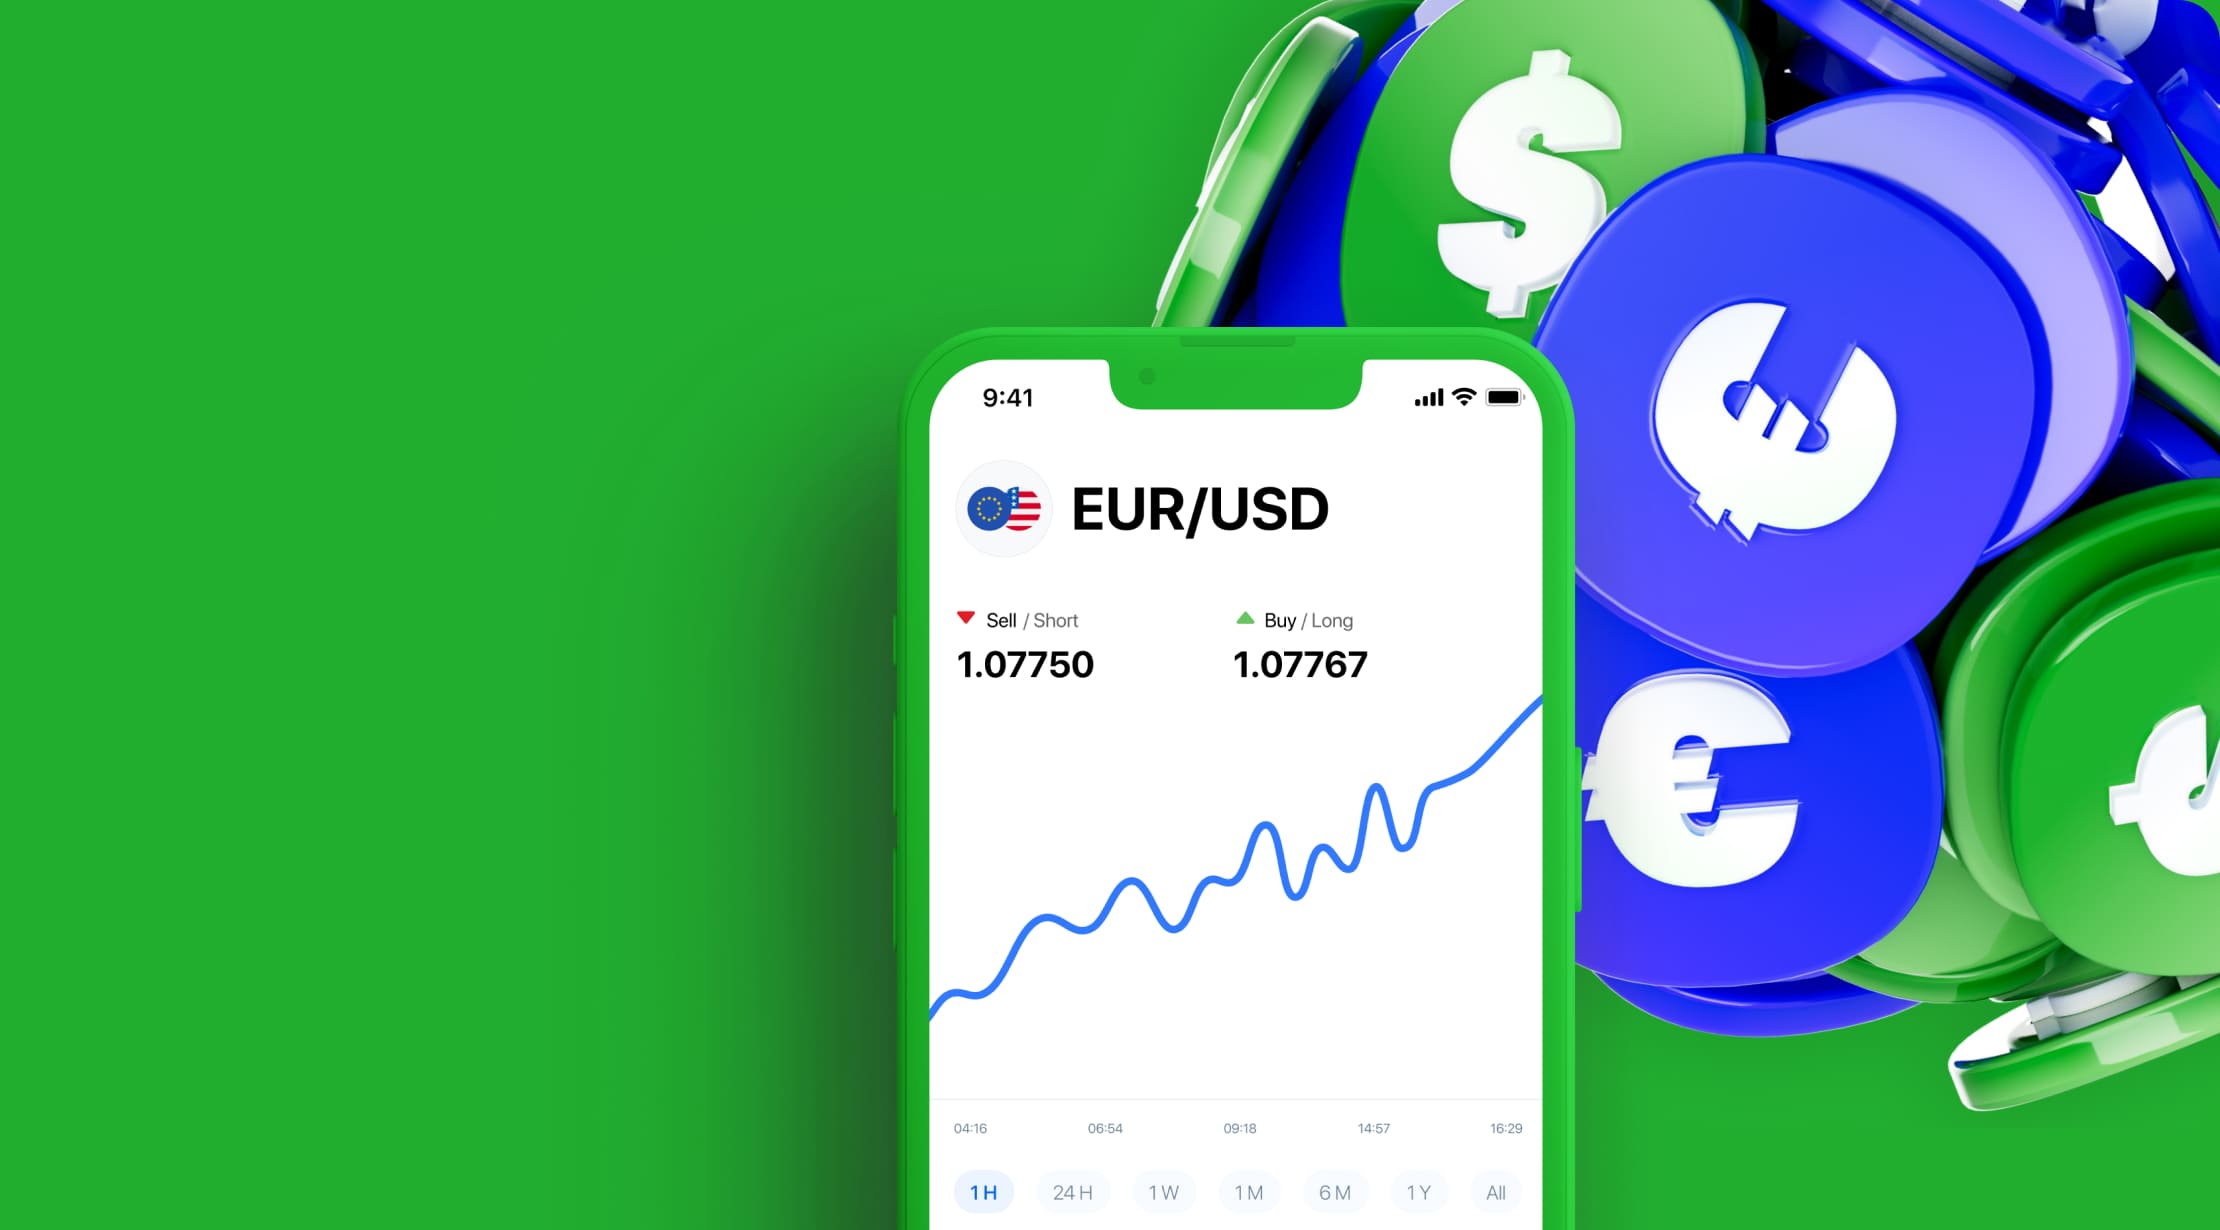 $
€
€
9:41
EUR/USD
Sell / Short
Buy / Long
1.07750
1.07767
04:16 06:54 09:18 14:57 16:29
1H 24H 1W 1M 6M 1Y All